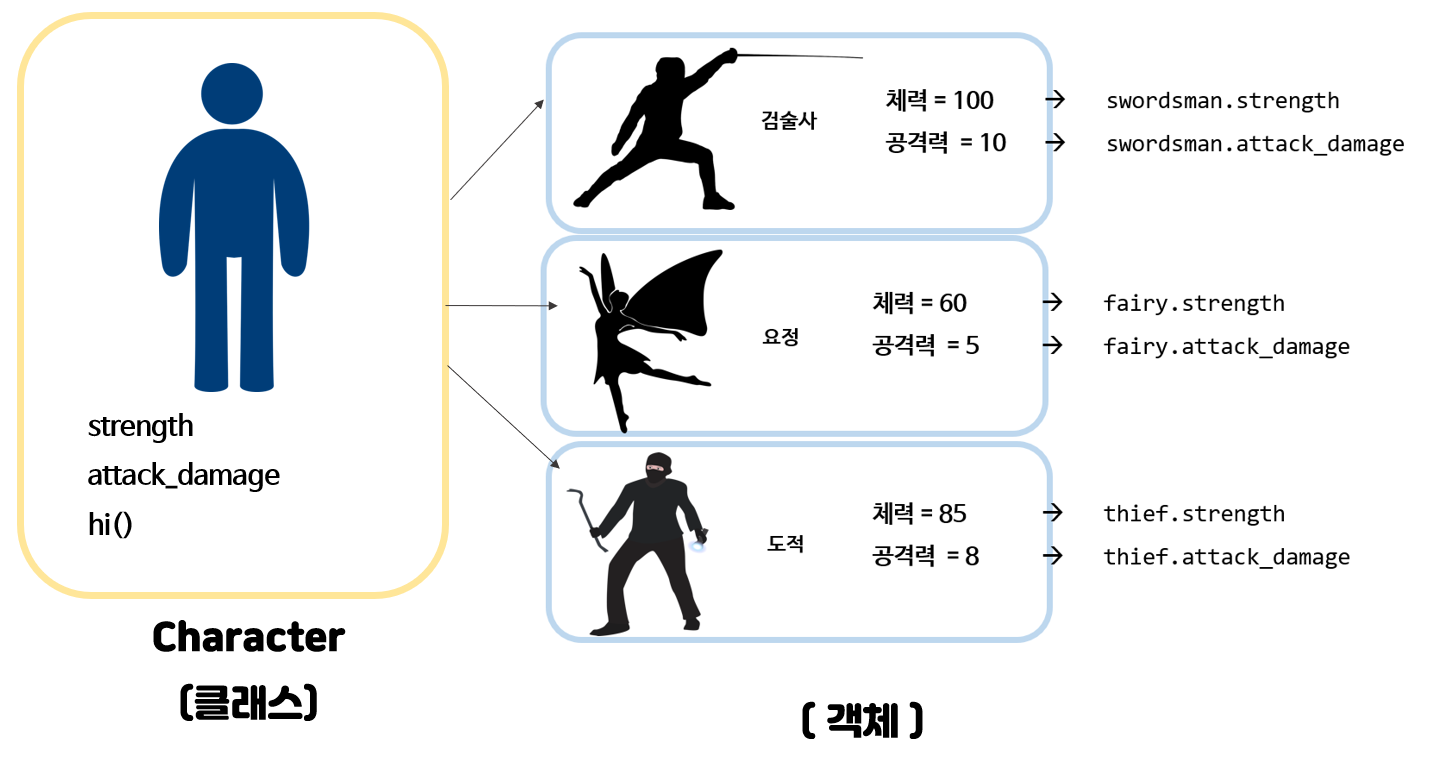 strength
attack_damage
hi()
Character
(클래스)
검술사
체력 = 100
공격력 = 10
→ swordsman.strength
→ swordsman.attack_damage
요정
체력 = 60
공격력 = 5
→ fairy.strength
→ fairy.attack_damage
도적
체력 = 85
공격력 = 8
→ thief.strength
→ thief.attack_damage
( 객체 )